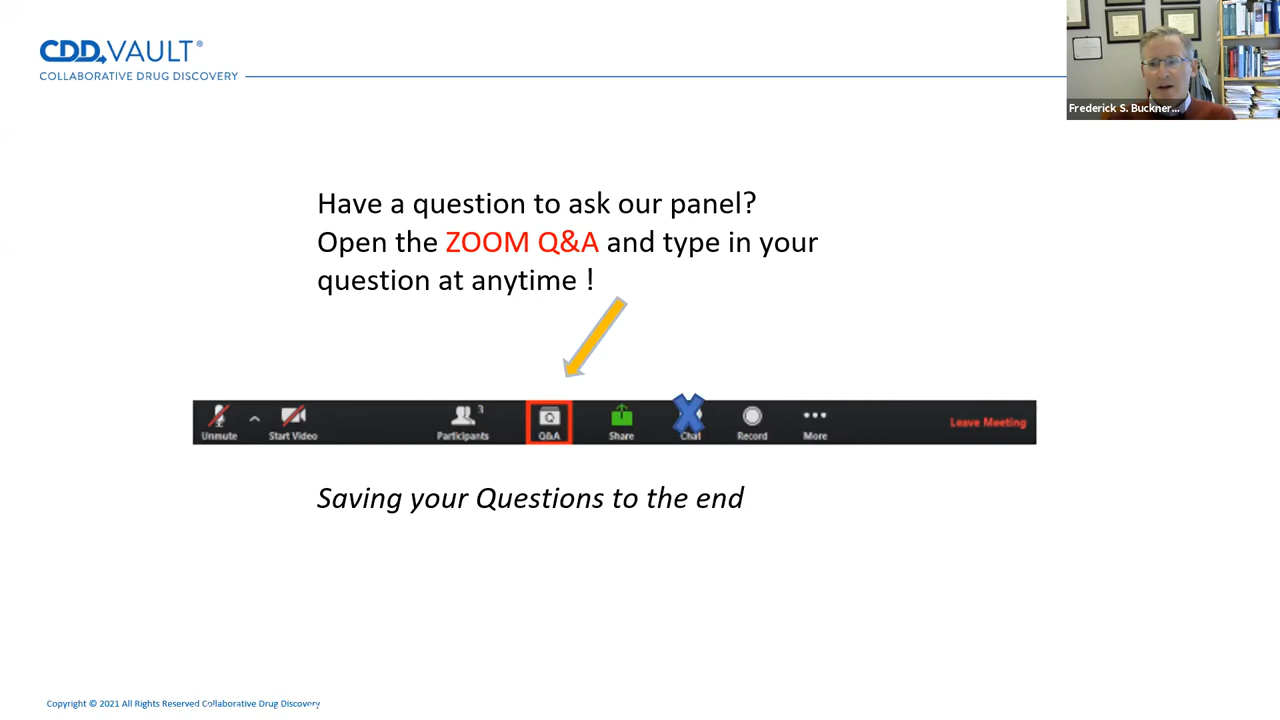 CDD VAULT®
COLLABORATIVE DRUG DISCOVERY
Frederick S. Buckner...
Have a question to ask our panel?
Open the ZOOM Q&A and type in your
question at anytime !
Unmute
Start Video
Participants
3
Q
Q&A
Share
Chat
Record
More
Leave Meeting
Saving your Questions to the end
Copyright © 2021 All Rights Reserved Collaborative Drug Discovery